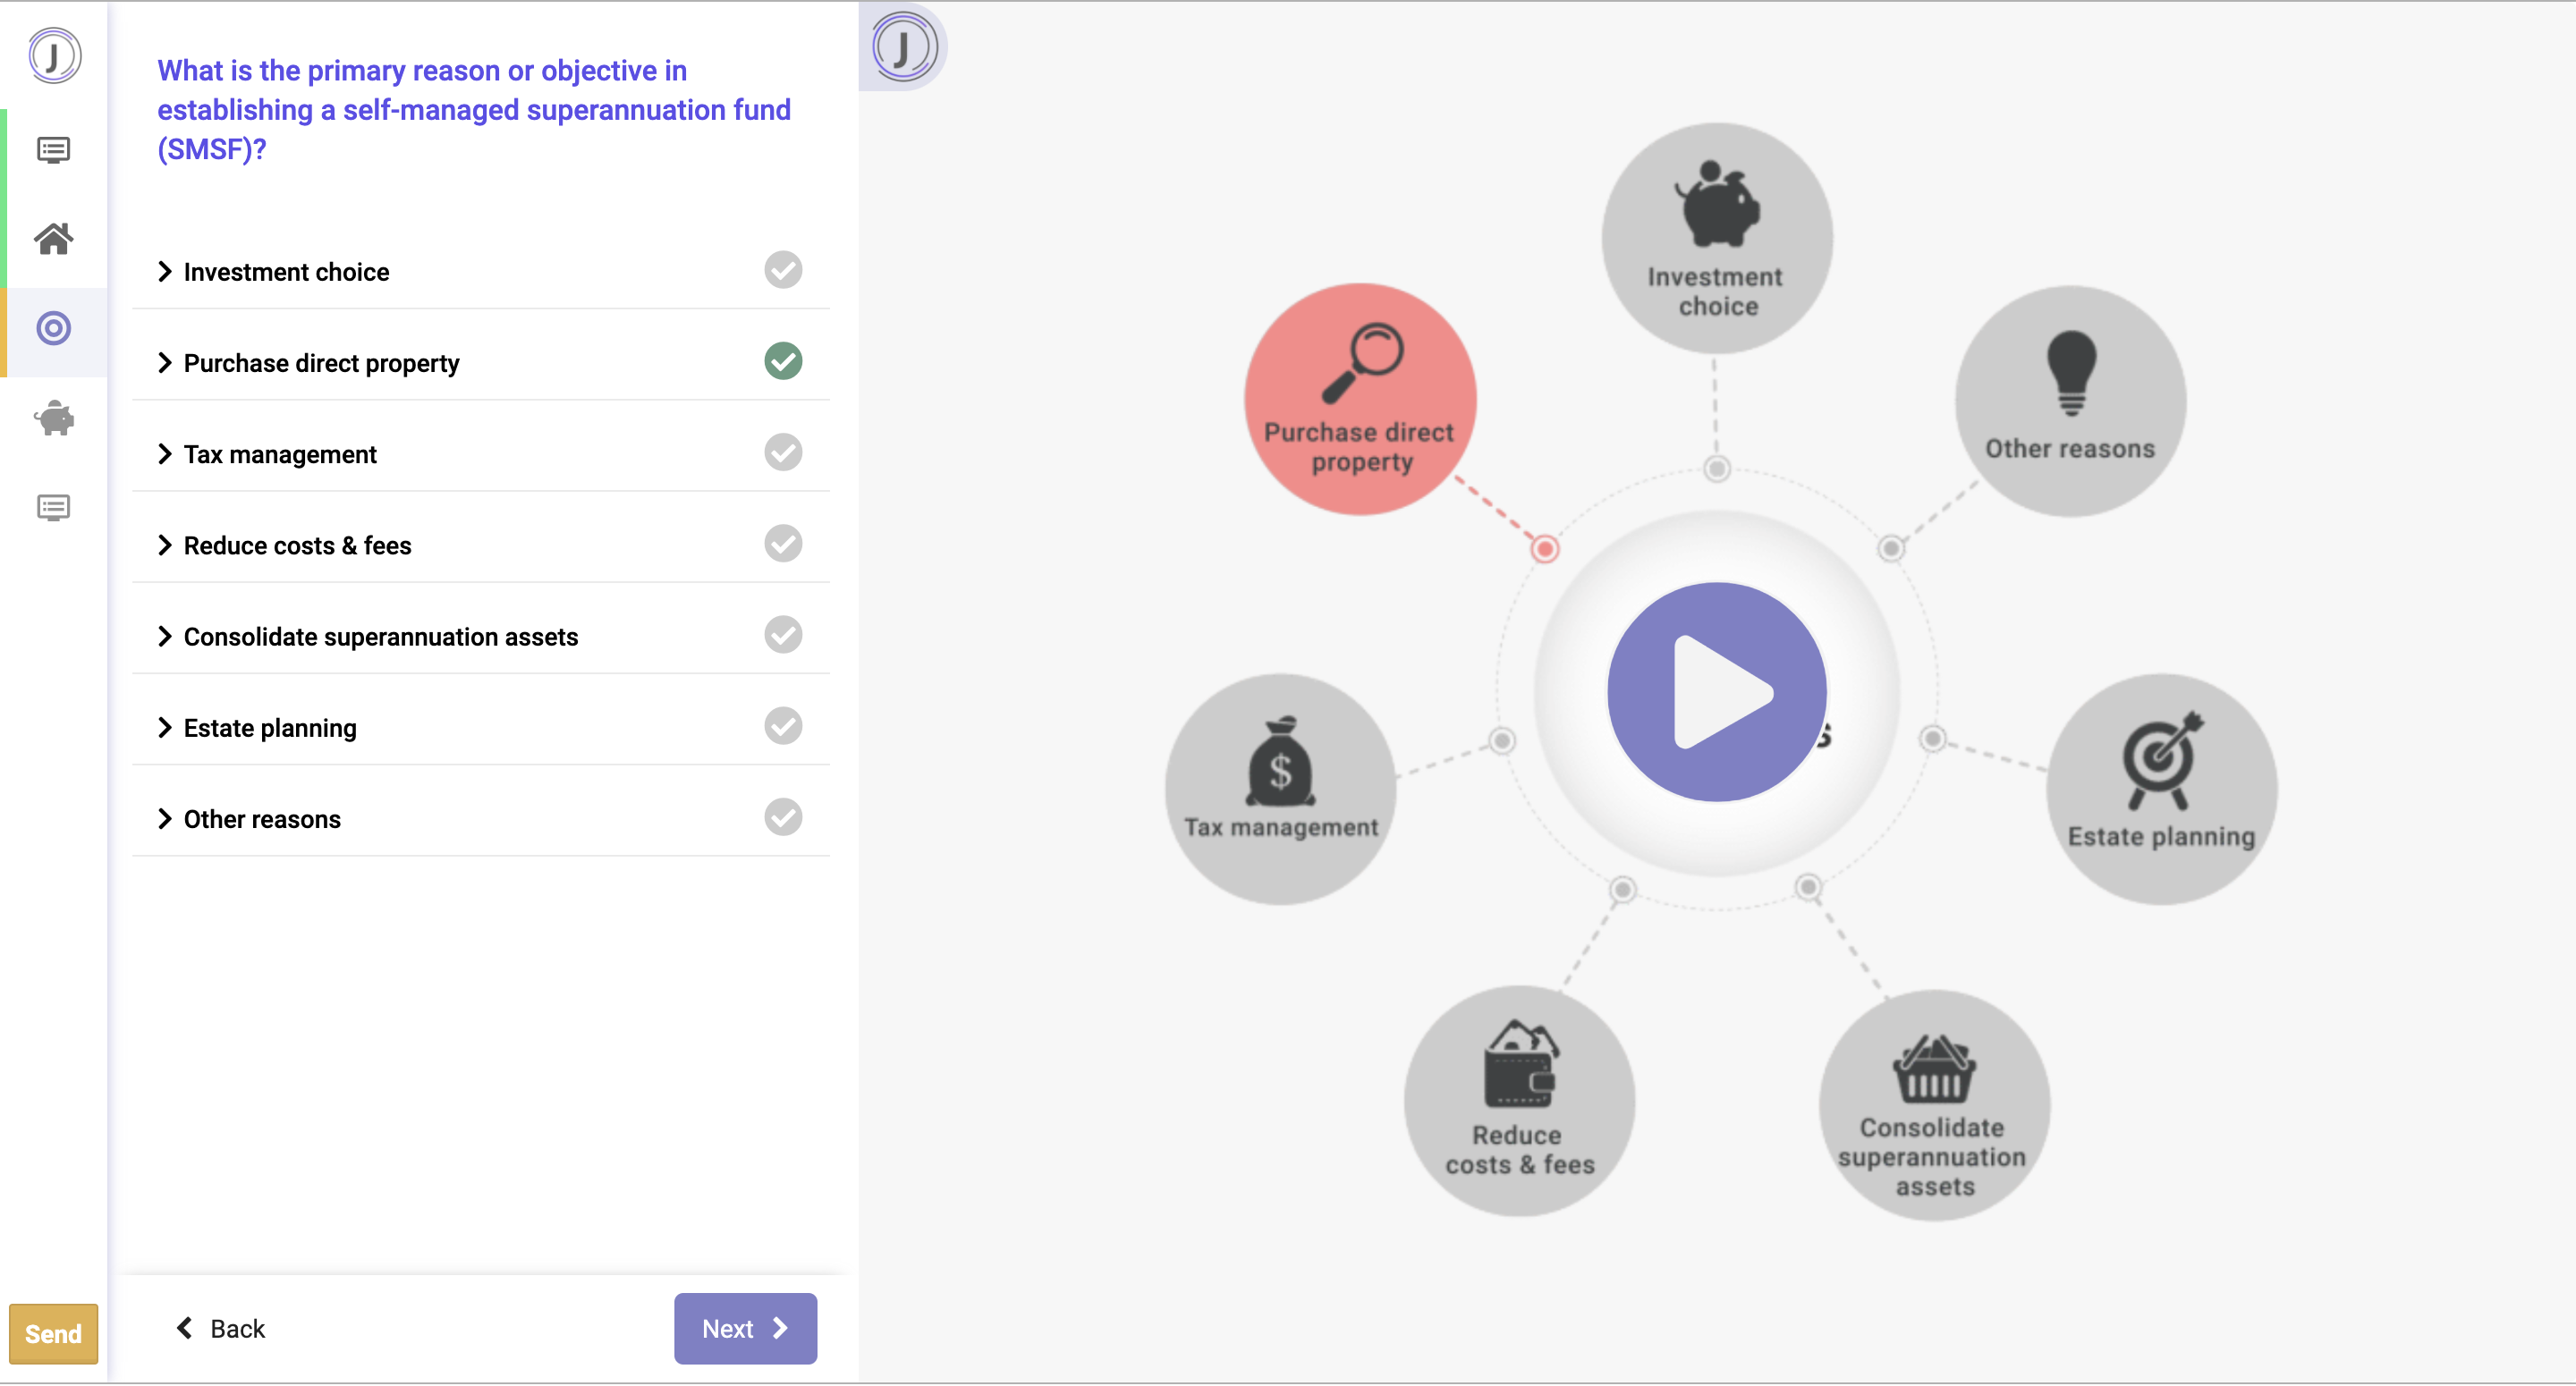 J
What is the primary reason or objective in
establishing a self-managed superannuation fund
(SMSF)?
Investment choice
Purchase direct property
Tax management
Reduce costs & fees
Consolidate superannuation assets
Estate planning
Other reasons
Back
Next
Send
J
Investment
choice
Purchase direct
property
Other reasons
s
Tax management
$
Estate planning
Reduce
costs & fees
Consolidate
superannuation
assets